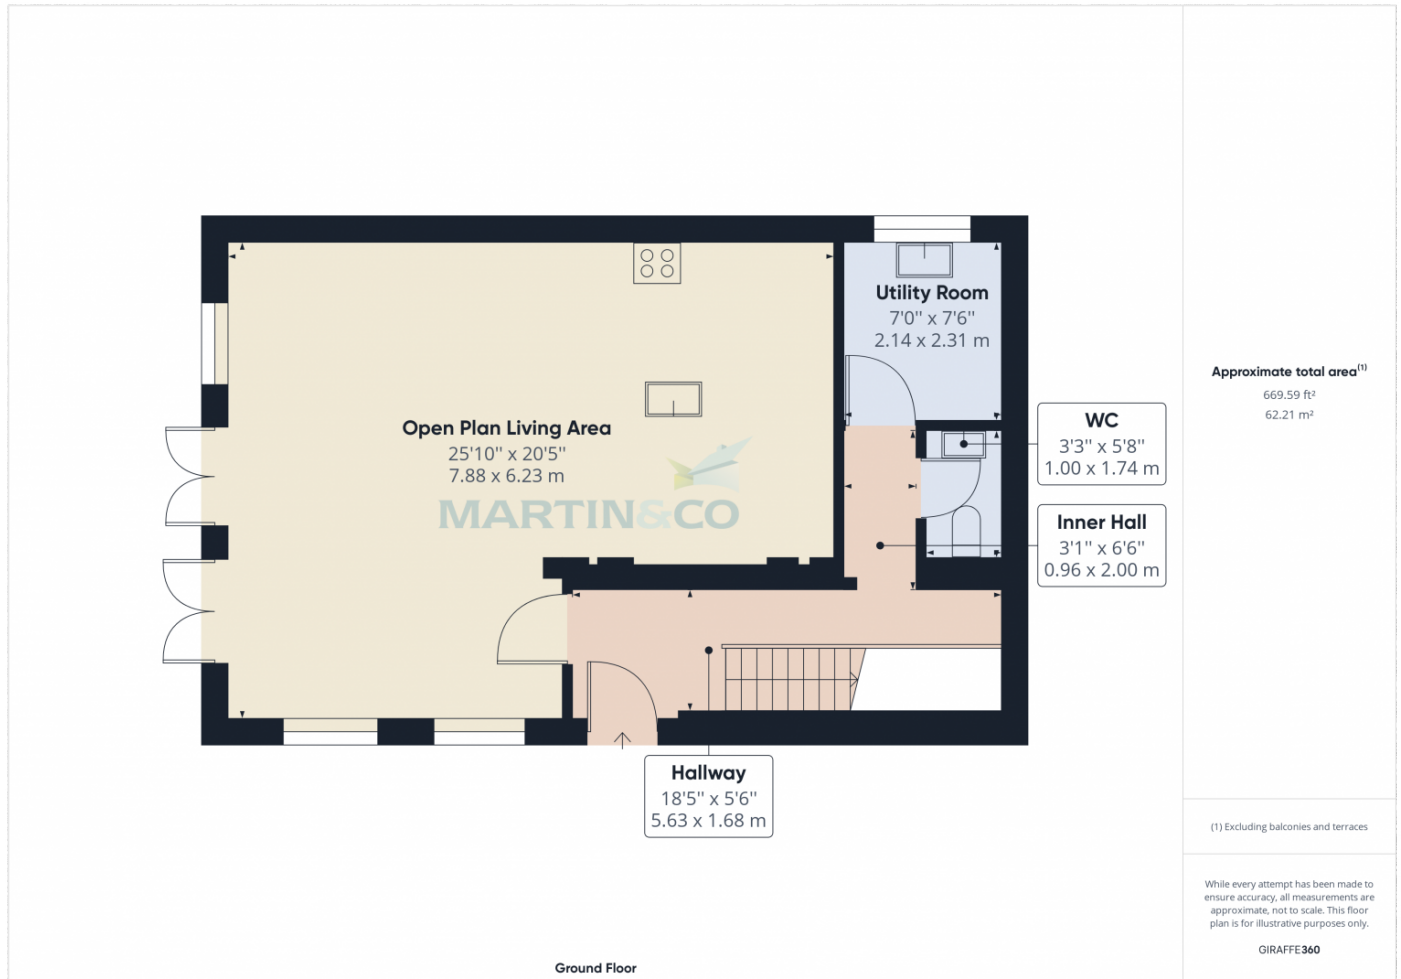 Utility Room
7'0" x 7'6"
2.14 x 2.31 m
Approximate total area(1)
669.59 ft²
62.21 m²
Open Plan Living Area
25'10" x 20'5"
7.88 x 6.23 m
MARTIN&CO
WC
3'3" x 5'8"
1.00 x 1.74 m
Inner Hall
3'1" x 6'6"
0.96 x 2.00 m
Hallway
18'5" x 5'6"
5.63 x 1.68 m
(1) Excluding balconies and terraces
While every attempt has been made to
ensure accuracy, all measurements are
approximate, not to scale. This floor
plan is for illustrative purposes only.
GIRAFFE360
Ground Floor